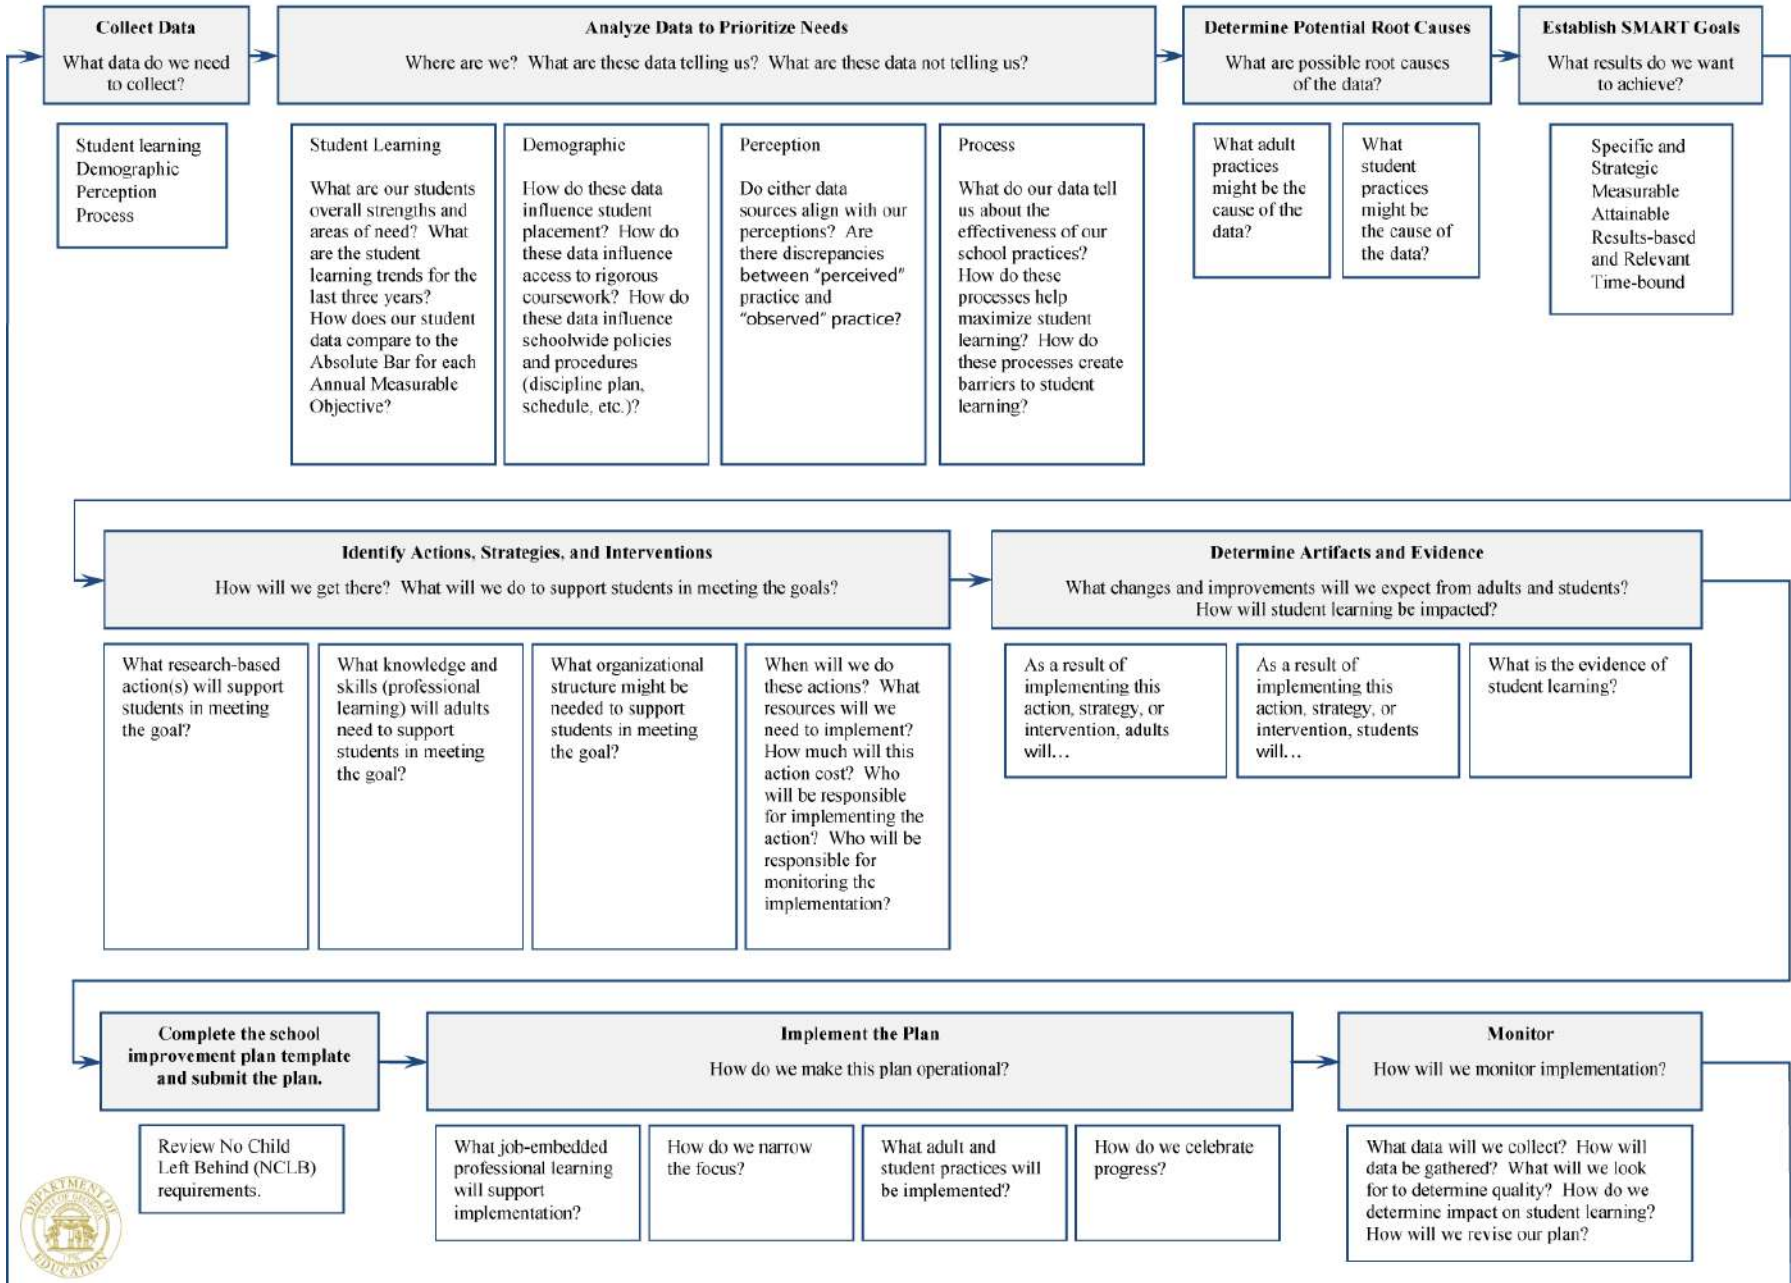 Collect Data
What data do we need
to collect?
Analyze Data to Prioritize Needs
Where are we?  What are these data telling us?  What are these data not telling us?
Determine Potential Root Causes
What are possible root causes
of the data?
Establish SMART Goals
What results do we want
to achieve?
Student learning
Demographic
Perception
Process
Student Learning
What are our students
overall strengths and
areas of need?  What
are the student
learning trends for the
last three years?
How does our student
data compare to the
Absolute Bar for each
Annual Measurable
Objective?
Demographic
How do these data
influence student
placement?  How do
these data influence
access to rigorous
coursework?  How do
these data influence
schoolwide policies
and procedures
(discipline plan,
schedule, etc.)?
Perception
Do either data
sources align with our
perceptions?  Are
there discrepancies
between “perceived”
practice and
“observed” practice?
Process
What do our data tell
us about the
effectiveness of our
school practices?
How do these
processes help
maximize student
learning?  How do
these processes create
barriers to student
learning?
What adult
practices
might be the
cause of the
data?
What
student
practices
might be
the cause of
the data?
Specific and
Strategic
Measurable
Attainable
Results-based
and Relevant
Time-bound
Identify Actions, Strategies, and Interventions
How will we get there?  What will we do to support students in meeting the goals?
Determine Artifacts and Evidence
What changes and improvements will we expect from adults and students?
How will student learning be impacted?
What research-based
action(s) will support
students in meeting
the goal?
What knowledge and
skills (professional
learning) will adults
need to support
students in meeting
the goal?
What organizational
structure might be
needed to support
students in meeting
the goal?
When will we do
these actions?  What
resources will we
need to implement?
How much will this
action cost?  Who
will be responsible
for implementing the
action?  Who will be
responsible for
monitoring the
implementation?
As a result of
implementing this
action, strategy, or
intervention, adults
will…
As a result of
implementing this
action, strategy, or
intervention, students
will…
What is the evidence of
student learning?
Complete the school
improvement plan template
and submit the plan.
Implement the Plan
How do we make this plan operational?
Monitor
How will we monitor implementation?
Review No Child
Left Behind (NCLB)
requirements.
What job-embedded
professional learning
will support
implementation?
How do we narrow
the focus?
What adult and
student practices will
be implemented?
How do we celebrate
progress?
What data will we collect?  How will
data be gathered?  What will we look
for to determine quality?  How do we
determine impact on student learning?
How will we revise our plan?
DEPARTMENT OF
STATE OF GEORGIA
EDUCATION